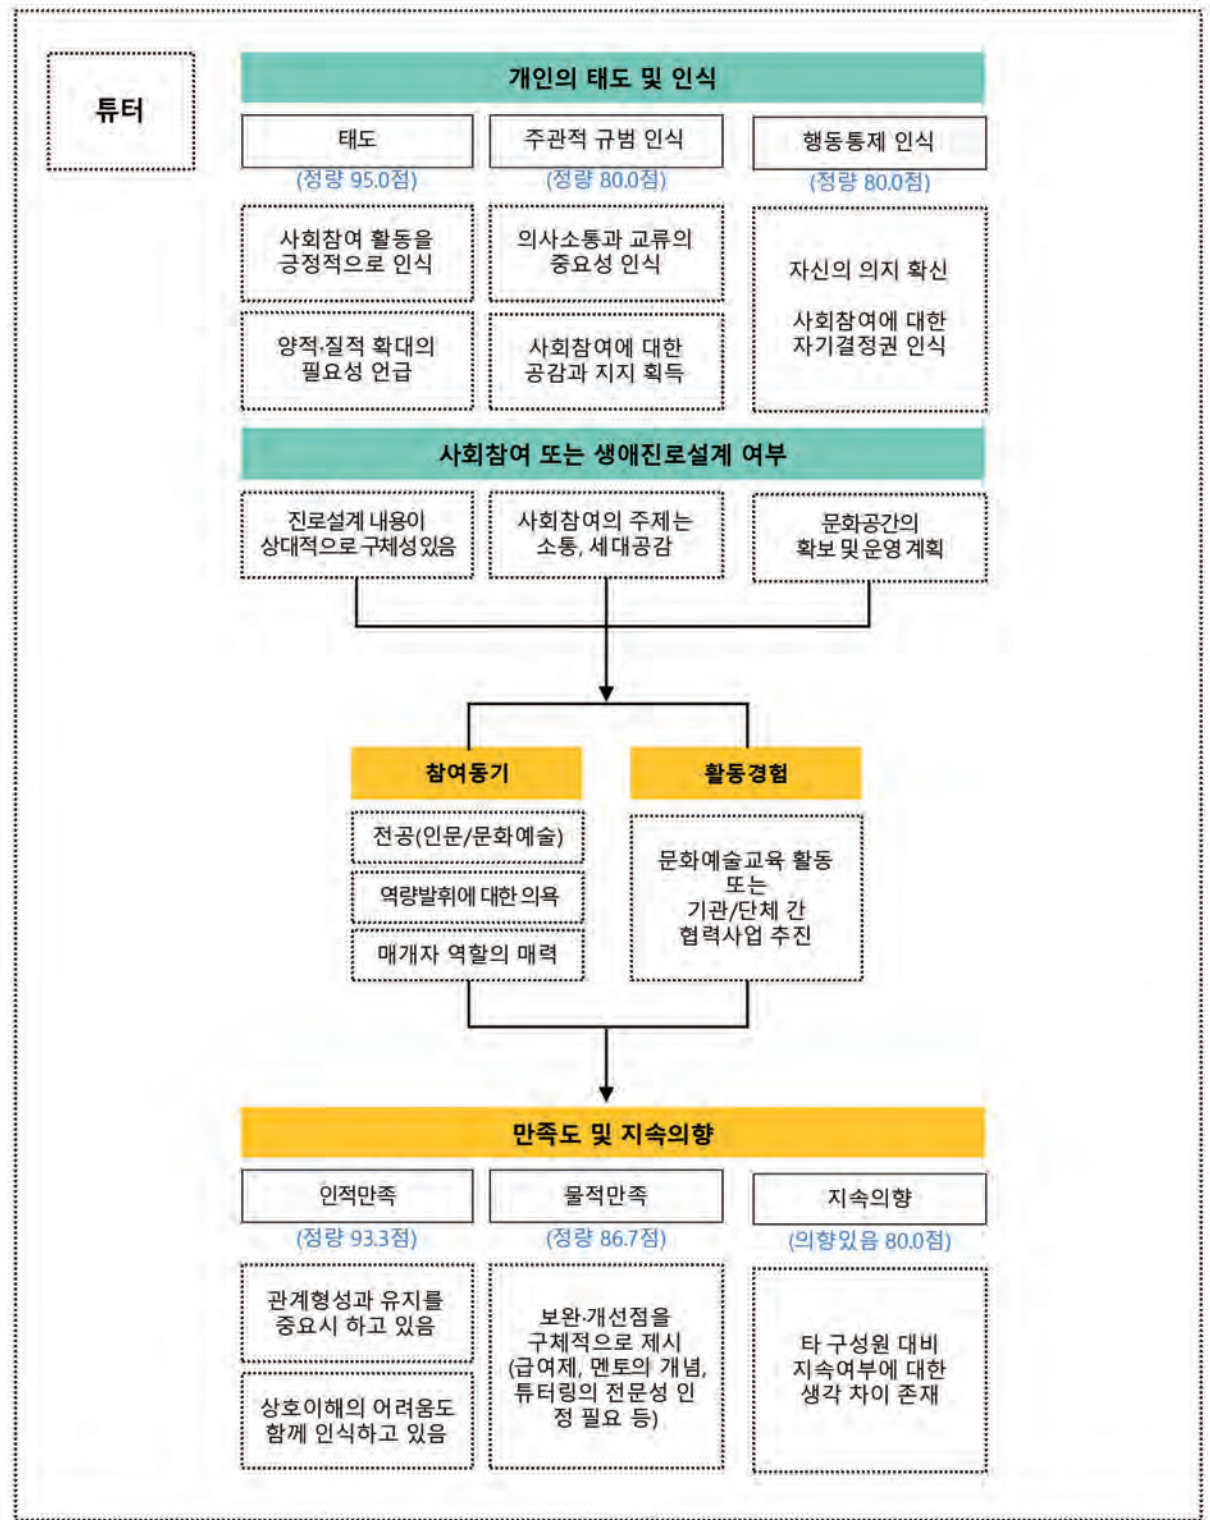 튜터
개인의 태도 및 인식
태도
주관적 규범 인식
행동통제 인식
(정량 95.0점)
(정량 80.0점)
(정량 80.0점)
사회참여 활동을
긍정적으로 인식
의사소통과 교류의
중요성 인식
자신의 의지 확신
사회참여에 대한
자기결정권 인식
양적·질적 확대의
필요성 언급
사회참여에 대한
공감과 지지 획득
사회참여 또는 생애진로설계 여부
진로설계 내용이
상대적으로 구체성 있음
사회참여의 주제는
소통, 세대공감
문화공간의
확보 및 운영 계획
참여동기
활동경험
전공(인문/문화예술)
역량발휘에 대한 의욕
매개자 역할의 매력
문화예술교육 활동
또는
기관/단체 간
협력사업 추진
만족도 및 지속의향
인적만족
물적만족
지속의향
(정량 93.3점)
(정량 86.7점)
(의향있음 80.0점)
관계형성과 유지를
중요시 하고 있음
상호이해의 어려움도
함께 인식하고 있음
보완·개선점을
구체적으로 제시
(급여제, 멘토의 개념,
튜터링의 전문성 인
정 필요 등)
타 구성원 대비
지속여부에 대한
생각 차이 존재